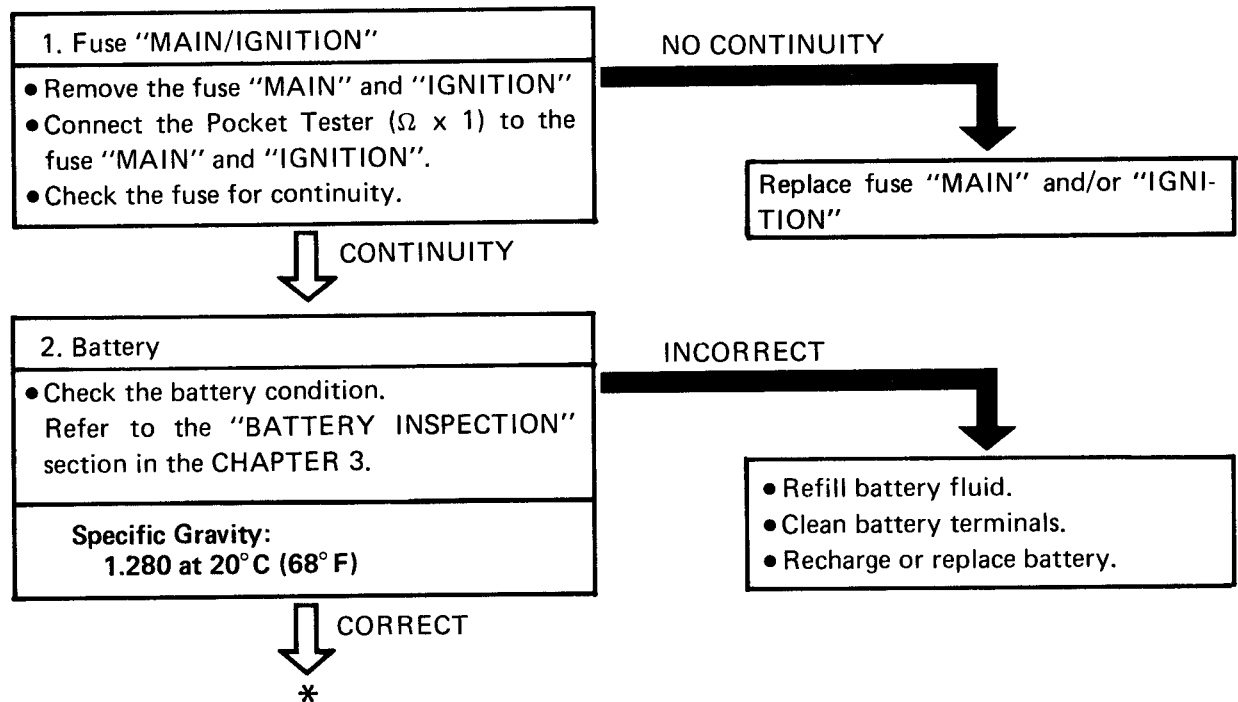 1. Fuse "MAIN/IGNITION"
● Remove the fuse "MAIN" and "IGNITION"
● Connect the Pocket Tester (Ω x 1) to the
fuse "MAIN" and "IGNITION".
● Check the fuse for continuity.
NO CONTINUITY
Replace fuse "MAIN" and/or "IGNI-
TION"
CONTINUITY
2. Battery
● Check the battery condition.
Refer to the "BATTERY INSPECTION"
section in the CHAPTER 3.
Specific Gravity:
1.280 at 20°C (68°F)
INCORRECT
● Refill battery fluid.
● Clean battery terminals.
● Recharge or replace battery.
CORRECT
*